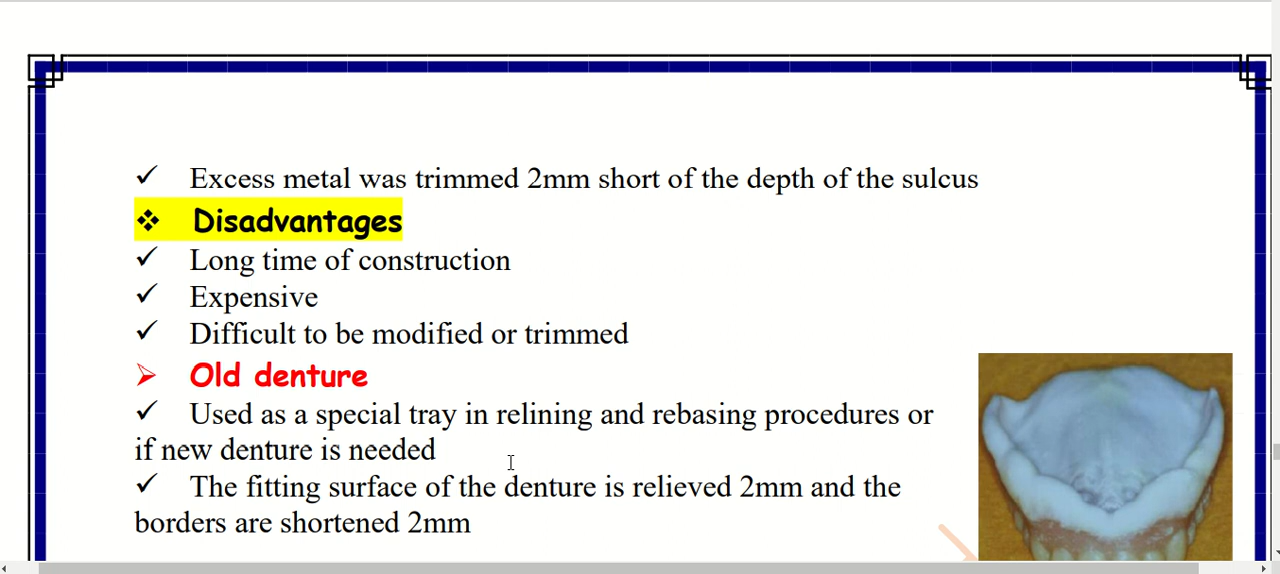 ✓ Excess metal was trimmed 2mm short of the depth of the sulcus
❖ Disadvantages
✓ Long time of construction
✓ Expensive
✓ Difficult to be modified or trimmed
➢ Old denture
✓ Used as a special tray in relining and rebasing procedures or
if new denture is needed
✓ The fitting surface of the denture is relieved 2mm and the
borders are shortened 2mm